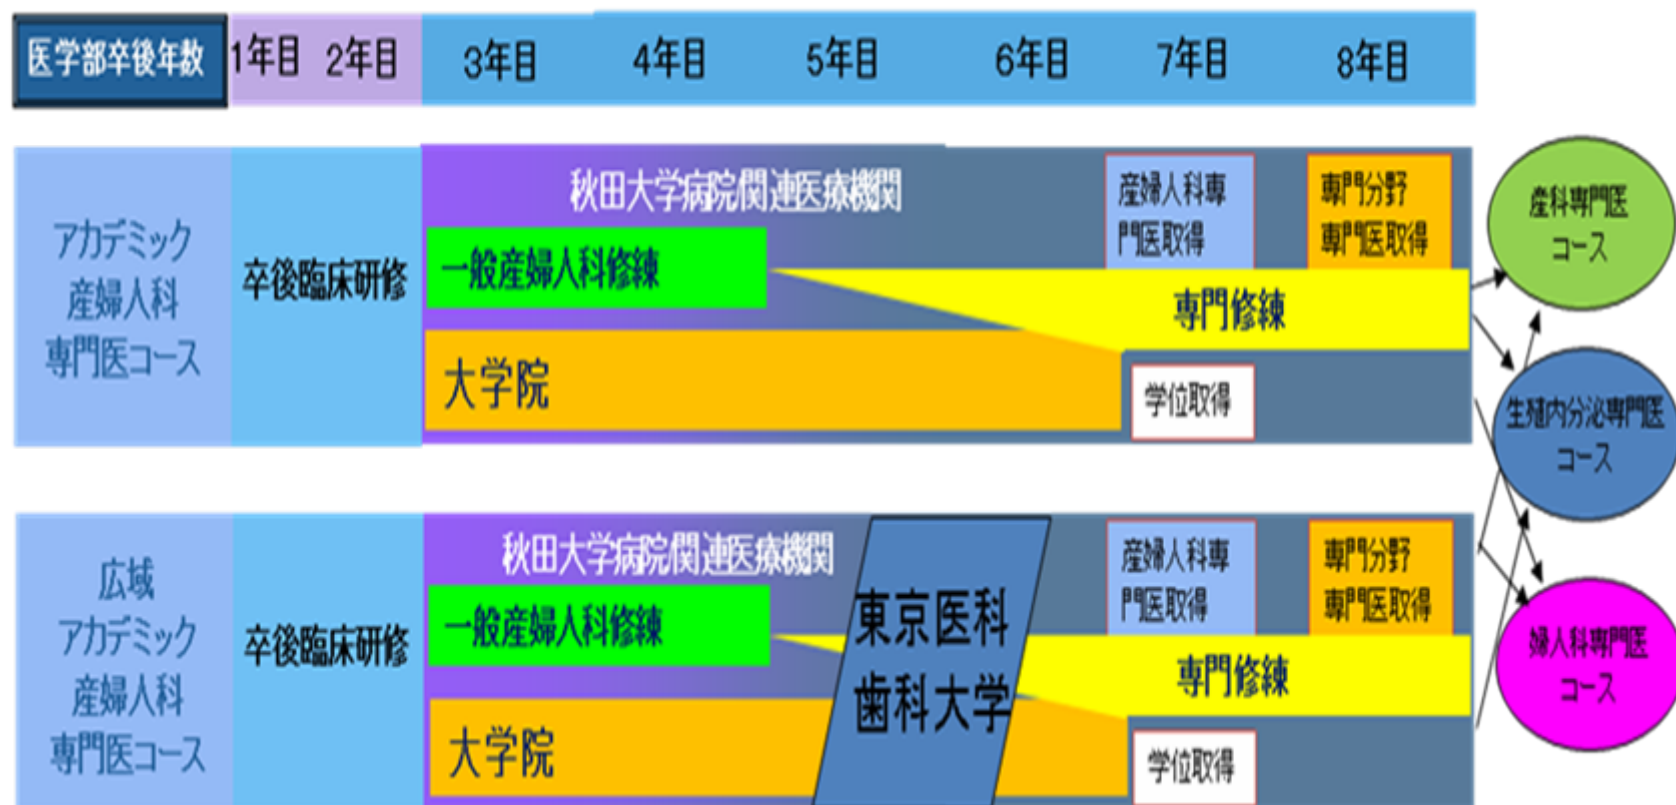 医学部卒後年数 1年目 2年目 3年目 4年目 5年目 6年目 7年目 8年目
アカデミック
産婦人科
専門医コース
卒後臨床研修
秋田大学病院/関連医療機関
一般産婦人科修練
大学院
産婦人科専
門医取得
専門分野
専門医取得
専門修練
学位取得
広域
アカデミック
産婦人科
専門医コース
卒後臨床研修
秋田大学病院/関連医療機関
一般産婦人科修練
大学院
東京医科
歯科大学
産婦人科専
門医取得
専門分野
専門医取得
専門修練
学位取得
産科専門医
コース
生殖内分泌専門医
コース
婦人科専門医
コース